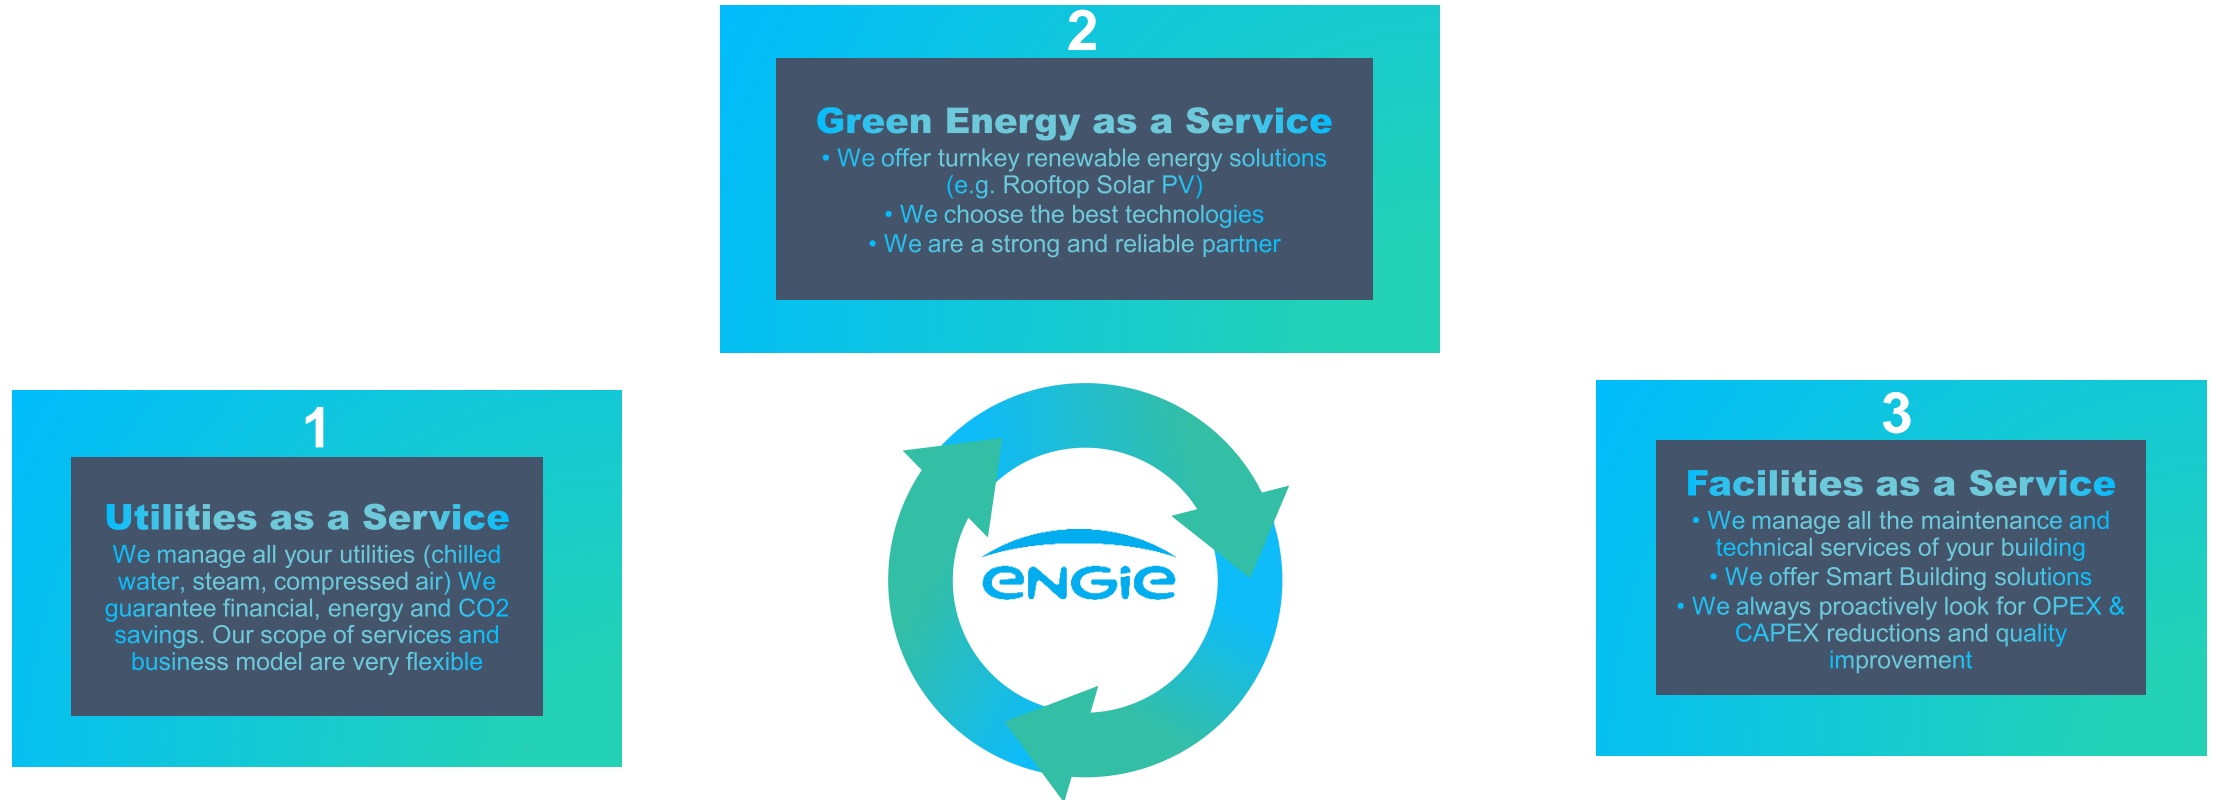 2
Green Energy as a Service
• We offer turnkey renewable energy solutions
(e.g. Rooftop Solar PV)
• We choose the best technologies
• We are a strong and reliable partner
1
Utilities as a Service
We manage all your utilities (chilled
water, steam, compressed air) We
guarantee financial, energy and CO2
savings. Our scope of services and
business model are very flexible
ENGIE
3
Facilities as a Service
• We manage all the maintenance and
technical services of your building
• We offer Smart Building solutions
• We always proactively look for OPEX &
CAPEX reductions and quality
improvement